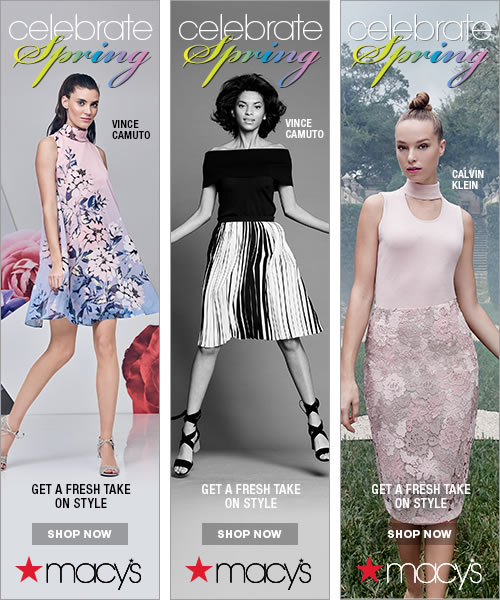 celebrate
Spring
VINCE
CAMUTO
GET A FRESH TAKE
ON STYLE
SHOP NOW
macy's
celebrate
Spring
VINCE
CAMUTO
GET A FRESH TAKE
ON STYLE
SHOP NOW
macy's
celebrate
Spring
CALVIN
KLEIN
GET A FRESH TAKE
ON STYLE
SHOP NOW
macy's